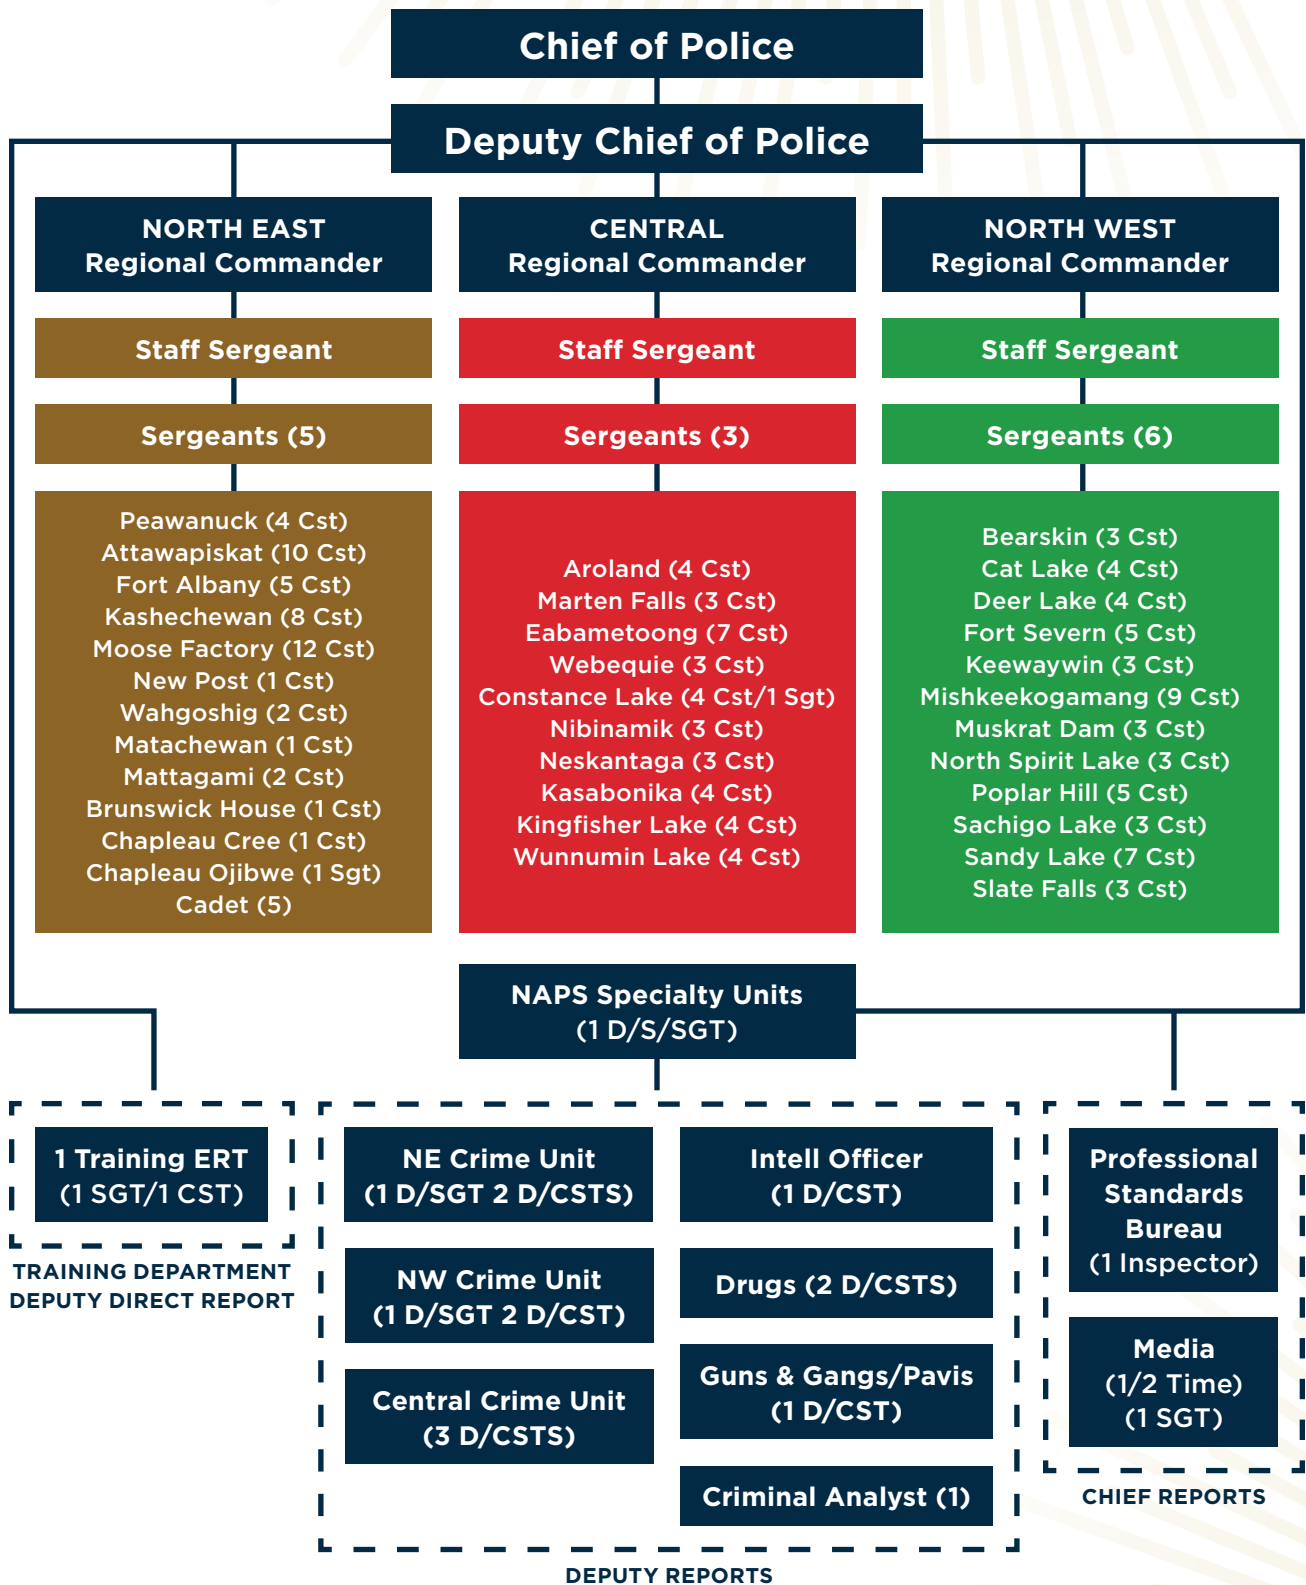 Chief of Police
Deputy Chief of Police
NORTH EAST
Regional Commander
Staff Sergeant
Sergeants (5)
Peawanuck (4 Cst)
Attawapiskat (10 Cst)
Fort Albany (5 Cst)
Kashechewan (8 Cst)
Moose Factory (12 Cst)
New Post (1 Cst)
Wahgoshig (2 Cst)
Matachewan (1 Cst)
Mattagami (2 Cst)
Brunswick House (1 Cst)
Chapleau Cree (1 Cst)
Chapleau Ojibwe (1 Sgt)
Cadet (5)
CENTRAL
Regional Commander
Staff Sergeant
Sergeants (3)
Aroland (4 Cst)
Marten Falls (3 Cst)
Eabametoong (7 Cst)
Webequie (3 Cst)
Constance Lake (4 Cst/1 Sgt)
Nibinamik (3 Cst)
Neskantaga (3 Cst)
Kasabonika (4 Cst)
Kingfisher Lake (4 Cst)
Wunnumin Lake (4 Cst)
NORTH WEST
Regional Commander
Staff Sergeant
Sergeants (6)
Bearskin (3 Cst)
Cat Lake (4 Cst)
Deer Lake (4 Cst)
Fort Severn (5 Cst)
Keewaywin (3 Cst)
Mishkeekogamang (9 Cst)
Muskrat Dam (3 Cst)
North Spirit Lake (3 Cst)
Poplar Hill (5 Cst)
Sachigo Lake (3 Cst)
Sandy Lake (7 Cst)
Slate Falls (3 Cst)
NAPS Specialty Units
(1 D/S/SGT)
1 Training ERT
(1 SGT/1 CST)
TRAINING DEPARTMENT
DEPUTY DIRECT REPORT
NE Crime Unit
(1 D/SGT 2 D/CSTS)
NW Crime Unit
(1 D/SGT 2 D/CST)
Central Crime Unit
(3 D/CSTS)
Intell Officer
(1 D/CST)
Drugs (2 D/CSTS)
Guns & Gangs/Pavis
(1 D/CST)
Criminal Analyst (1)
DEPUTY REPORTS
Professional
Standards
Bureau
(1 Inspector)
Media
(1/2 Time)
(1 SGT)
CHIEF REPORTS